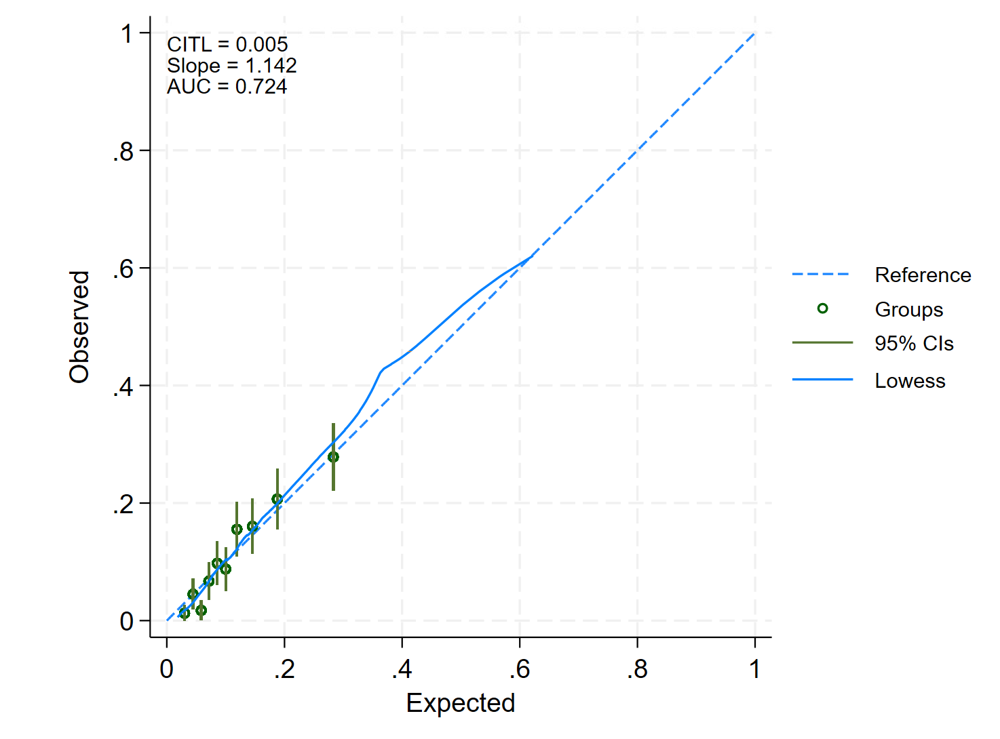 CITL = 0.005
Slope = 1.142
AUC = 0.724
1
.8
.6
.4
.2
0
Observed
0 .2 .4 .6 .8 1
Expected
Reference
Groups
95% CIs
Lowess